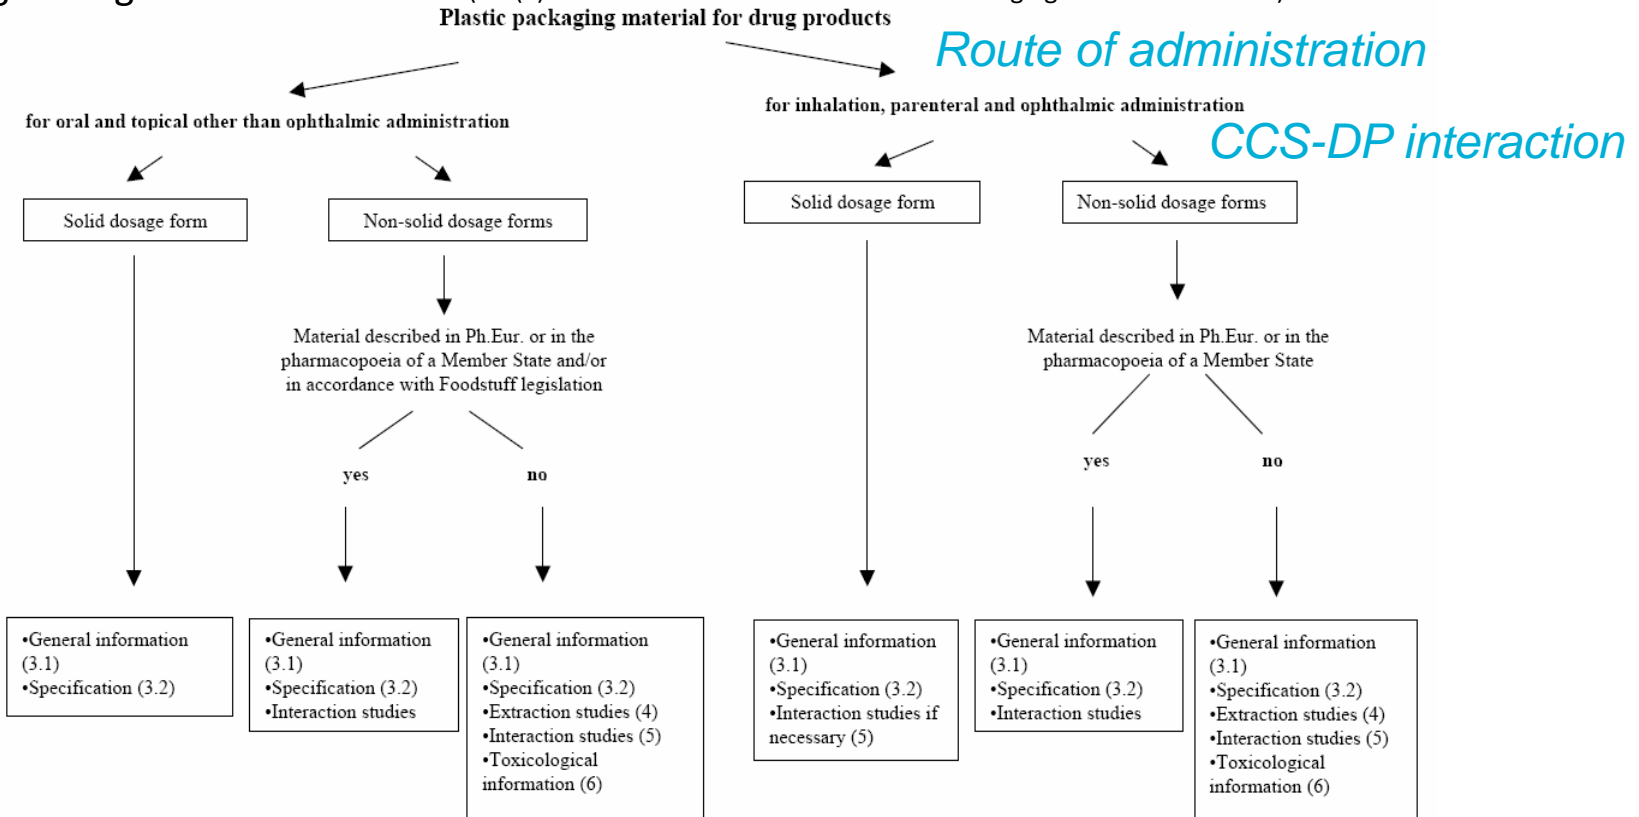 Plastic packaging material for drug products
Route of administration
for oral and topical other than ophthalmic administration
for inhalation, parenteral and ophthalmic administration
CCS-DP interaction
Solid dosage form
Non-solid dosage forms
Solid dosage form
Non-solid dosage forms
Material described in Ph.Eur. or in the
pharmacopoeia of a Member State and/or
in accordance with Foodstuff legislation
Material described in Ph.Eur. or in the
pharmacopoeia of a Member State
yes
no
yes
no
•General information
(3.1)
•Specification (3.2)
•General information
(3.1)
•Specification (3.2)
•Interaction studies
•General information
(3.1)
•Specification (3.2)
•Extraction studies (4)
•Interaction studies (5)
•Toxicological
information (6)
•General information
(3.1)
•Specification (3.2)
•Interaction studies if
necessary (5)
•General information
(3.1)
•Specification (3.2)
•Interaction studies
•General information
(3.1)
•Specification (3.2)
•Extraction studies (4)
•Interaction studies (5)
•Toxicological
information (6)